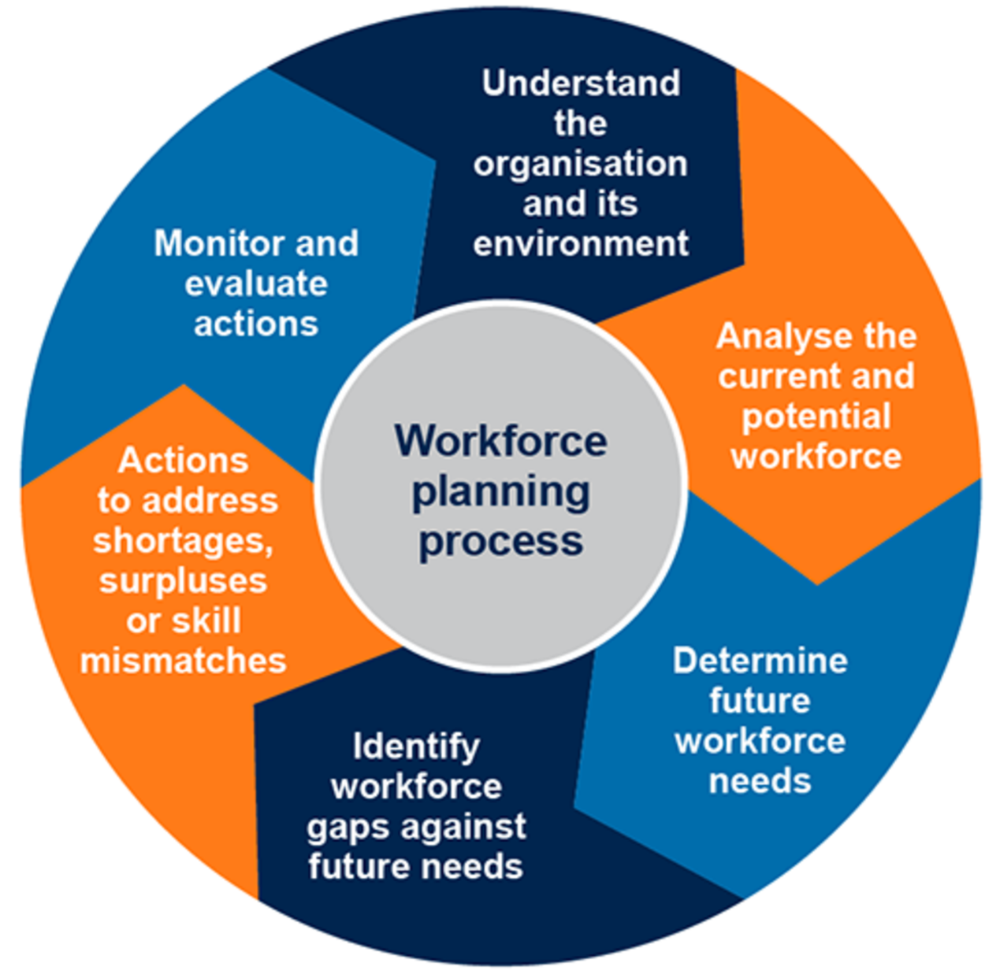 Understand
the
organisation
and its
environment
Analyse the
current and
potential
workforce
Determine
future
workforce
needs
Identify
workforce
gaps against
future needs
Actions
to address
shortages,
surpluses
or skill
mismatches
Monitor and
evaluate
actions
Workforce
planning
process